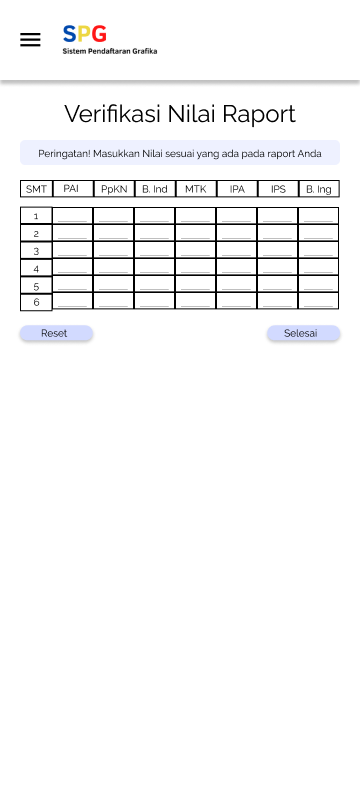 SPG
Sistem Pendaftaran Grafika
Verifikasi Nilai Raport
Peringatan! Masukkan Nilai sesuai yang ada pada raport Anda
SMT PAI PpKN B. Ind MTK IPA IPS B. Ing
1
2
3
4
5
6
Reset Selesai